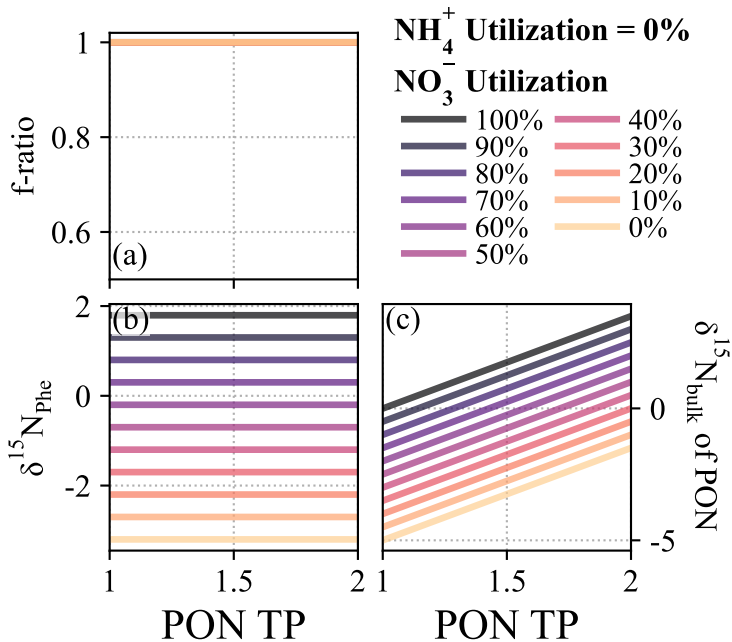 NH₄⁺ Utilization = 0%
NO₃⁻ Utilization
100% 40%
90% 30%
80% 20%
70% 10%
60% 0%
50%
f-ratio
1
0.8
0.6
(a)
δ¹⁵N_Phe
2
0
-2
(b)
1 1.5 2
PON TP
(c)
0
-5
δ¹⁵N_bulk of PON
1 1.5 2
PON TP